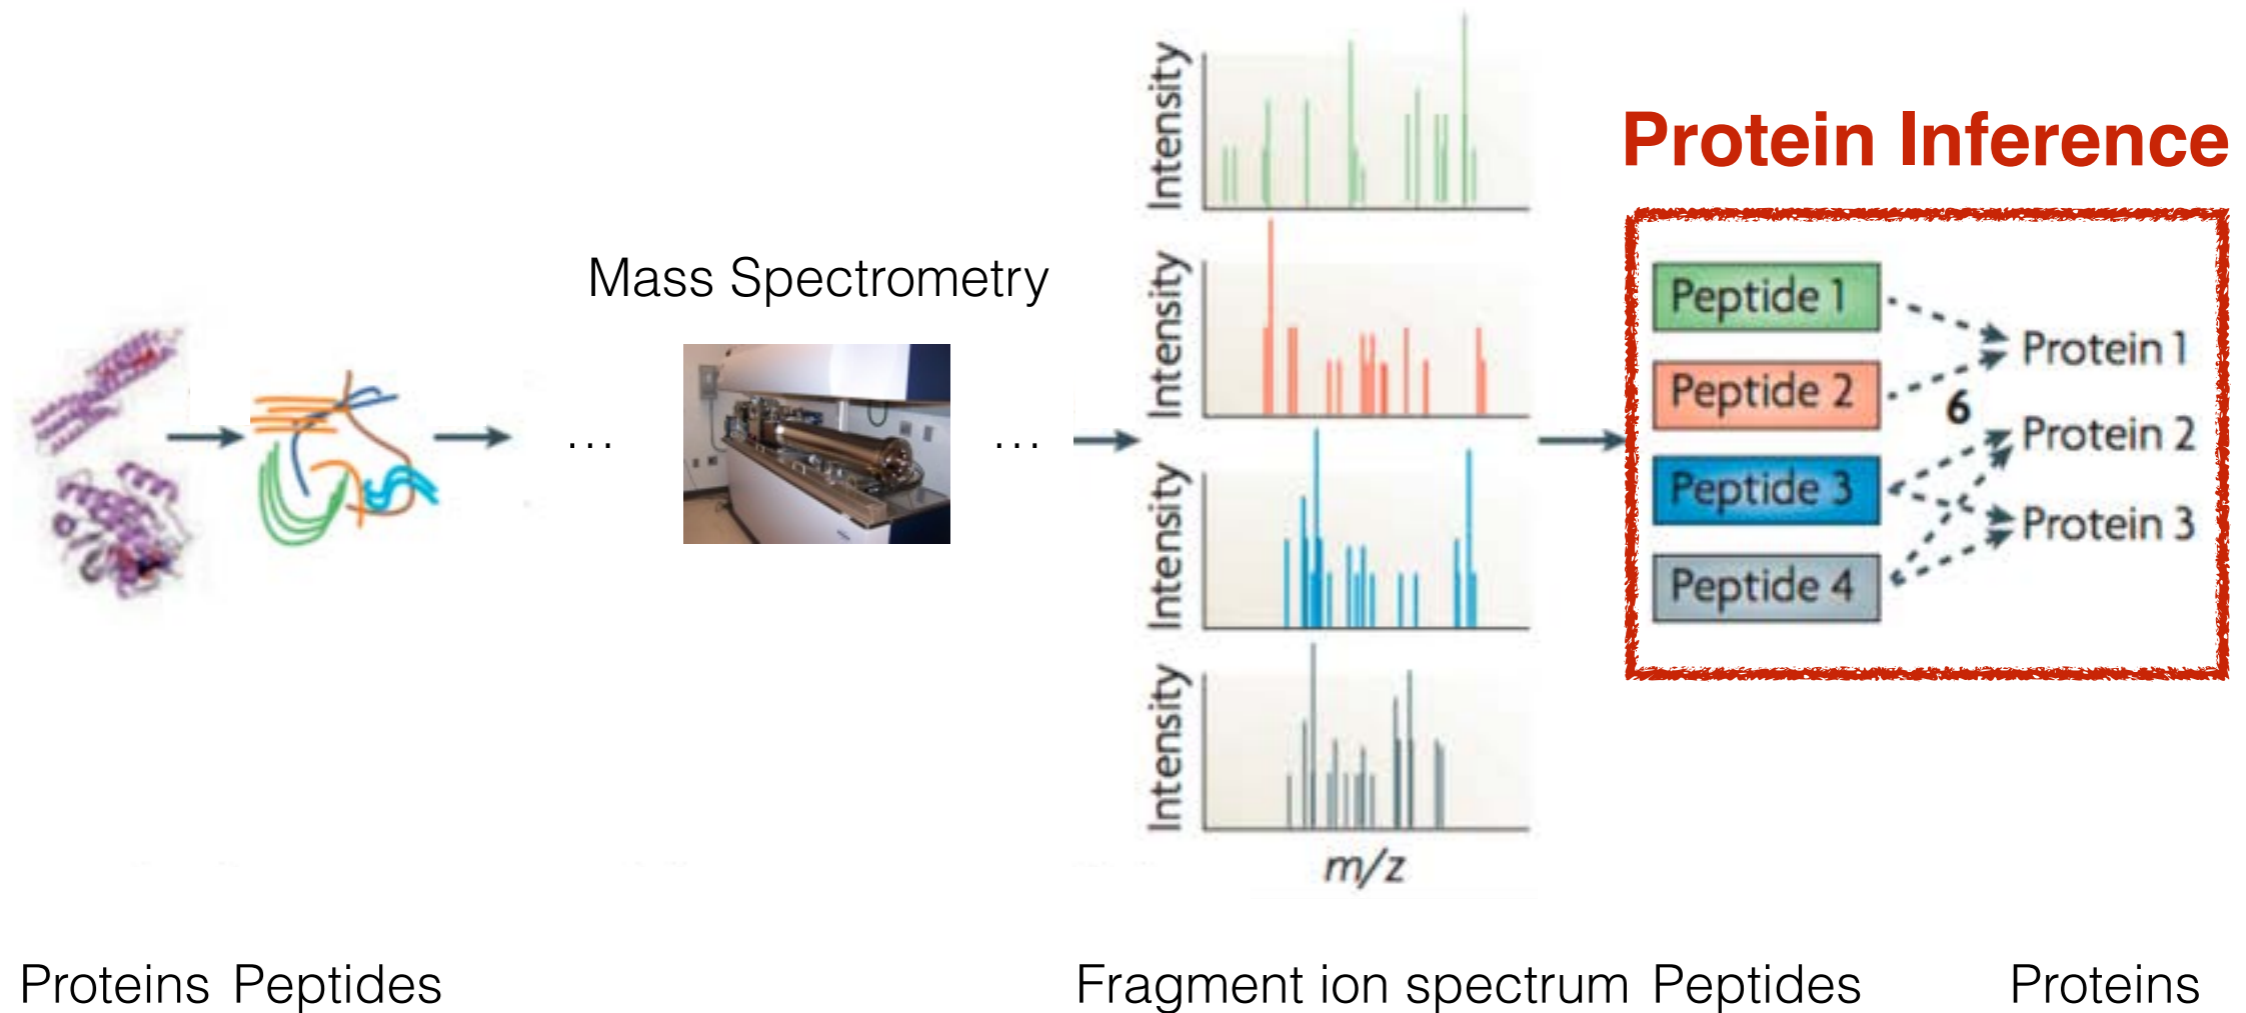 Mass Spectrometry
...
...
Intensity
Intensity
Intensity
Intensity
m/z
Protein Inference
Peptide 1
Peptide 2
Peptide 3
Peptide 4
6
Protein 1
Protein 2
Protein 3
Proteins Peptides
Fragment ion spectrum Peptides
Proteins